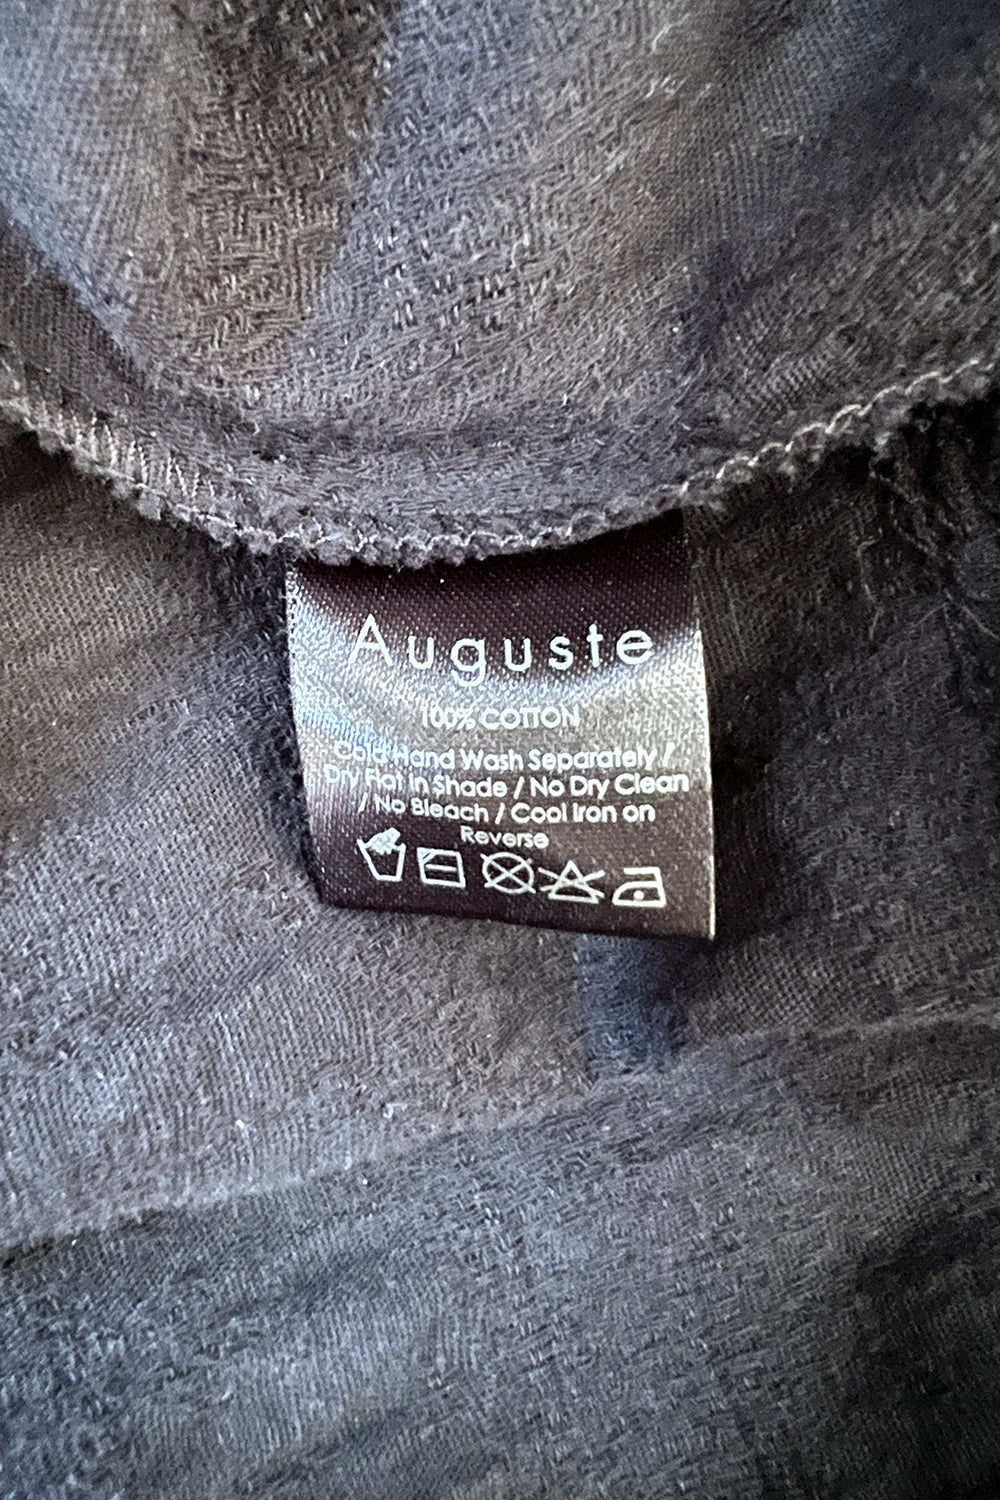 Auguste
100% COTTON
Cold Hand Wash Separately /
Dry Flat in Shade / No Dry Clean
/ No Bleach / Cool Iron on
Reverse